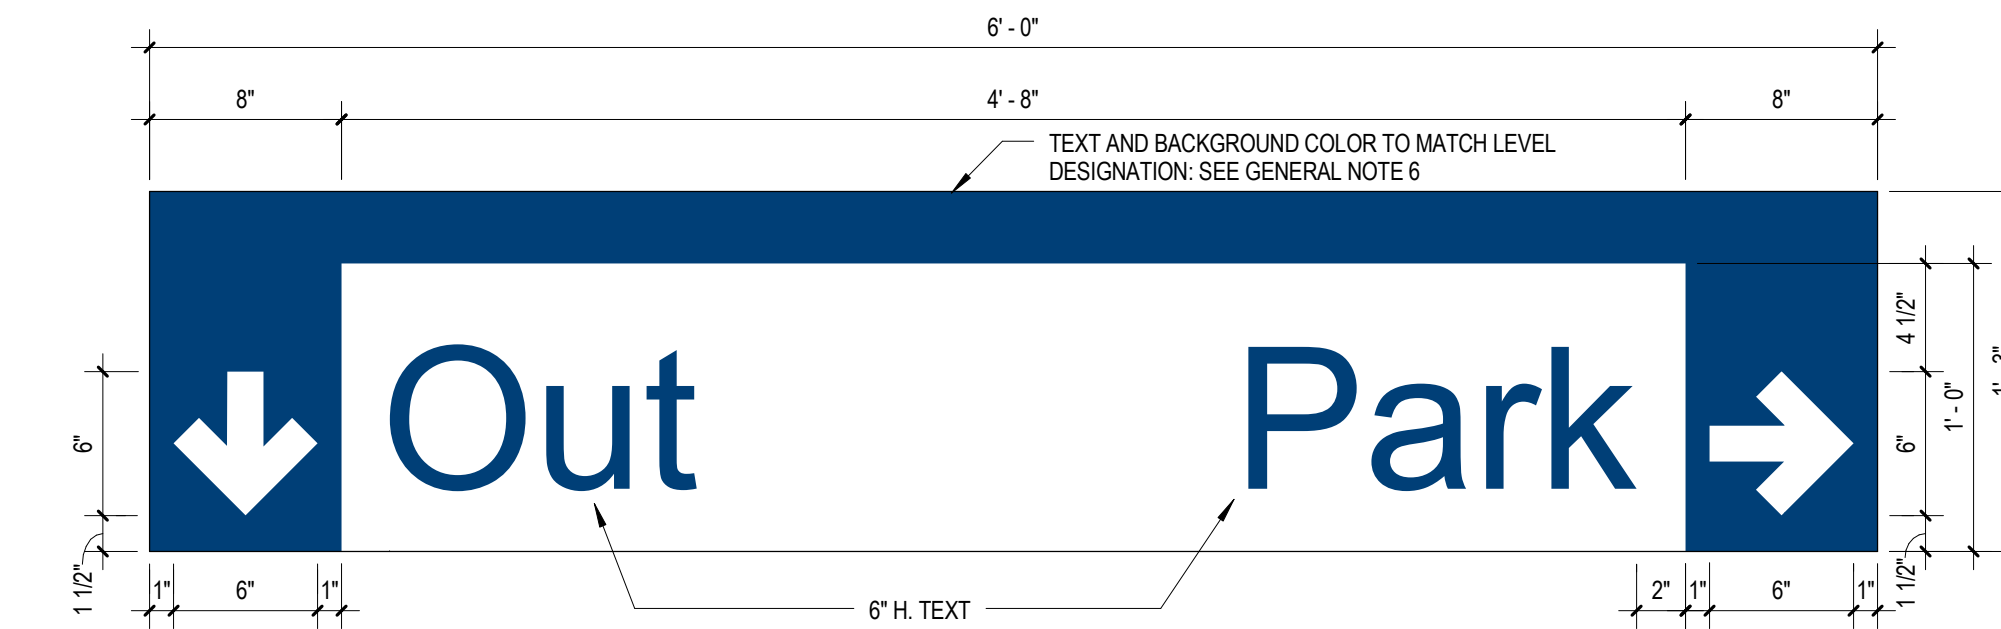 6' - 0"
8" 4' - 8" 8"
TEXT AND BACKGROUND COLOR TO MATCH LEVEL
DESIGNATION: SEE GENERAL NOTE 6
Out Park
6"
1 1/2"
4 1/2"
6"
1 1/2"
1' - 0"
1" 6" 1" 6" H. TEXT 2" 1" 6" 1"